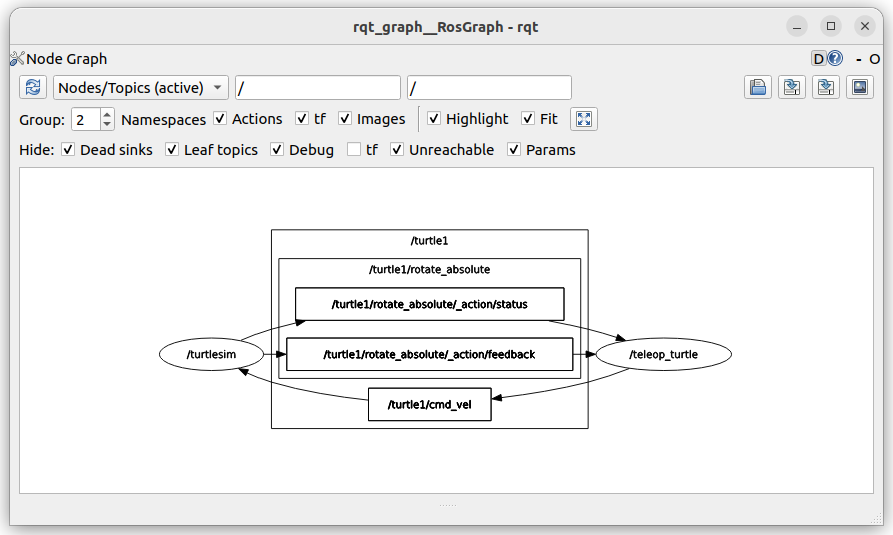 rqt_graph__RosGraph - rqt
Node Graph D ? - O
Nodes/Topics (active) / /
Group: 2 Namespaces Actions tf Images Highlight Fit
Hide: Dead sinks Leaf topics Debug tf Unreachable Params
/turtle1
/turtle1/rotate_absolute
/turtle1/rotate_absolute/_action/status
/turtlesim
/turtle1/rotate_absolute/_action/feedback
/teleop_turtle
/turtle1/cmd_vel